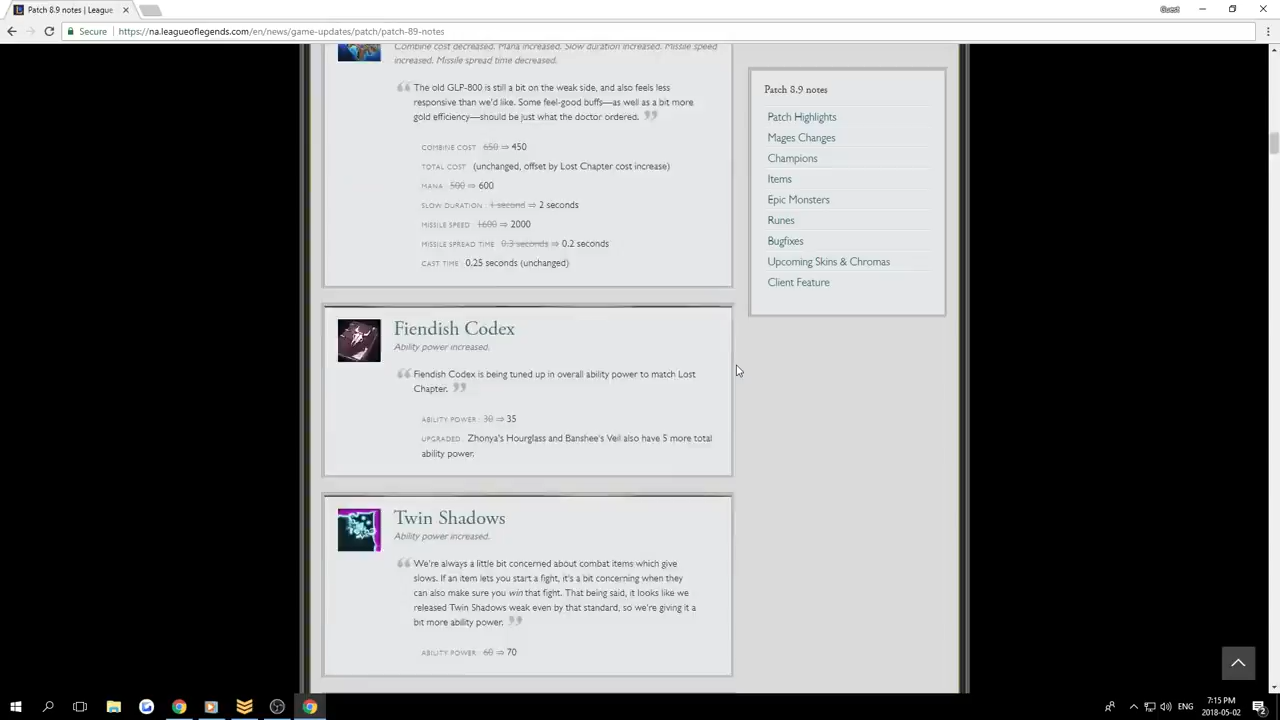 Patch 8.9 notes | League
Guest
Secure
https://na.leagueoflegends.com/en/news/game-updates/patch/patch-89-notes
Combine cost decreased. Mana increased. Slow duration increased. Missile speed
increased. Missile spread time decreased.
The old GLP-800 is still a bit on the weak side, and also feels less
responsive than we'd like. Some feel-good buffs—as well as a bit more
gold efficiency—should be just what the doctor ordered.
COMBINE COST 650 ⇒ 450
TOTAL COST (unchanged, offset by Lost Chapter cost increase)
MANA 500 ⇒ 600
SLOW DURATION 1 second ⇒ 2 seconds
MISSILE SPEED 1600 ⇒ 2000
MISSILE SPREAD TIME 0.3 seconds ⇒ 0.2 seconds
CAST TIME 0.25 seconds (unchanged)
Fiendish Codex
Ability power increased.
Fiendish Codex is being tuned up in overall ability power to match Lost
Chapter.
ABILITY POWER 30 ⇒ 35
UPGRADED Zhonya's Hourglass and Banshee's Veil also have 5 more total
ability power.
Twin Shadows
Ability power increased.
We're always a little bit concerned about combat items which give
slows. If an item lets you start a fight, it's a bit concerning when they
can also make sure you win that fight. That being said, it looks like we
released Twin Shadows weak even by that standard, so we're giving it a
bit more ability power.
ABILITY POWER 60 ⇒ 70
Patch 8.9 notes
Patch Highlights
Mages Changes
Champions
Items
Epic Monsters
Runes
Bugfixes
Upcoming Skins & Chromas
Client Feature
ENG
7:15 PM
2018-05-02
2